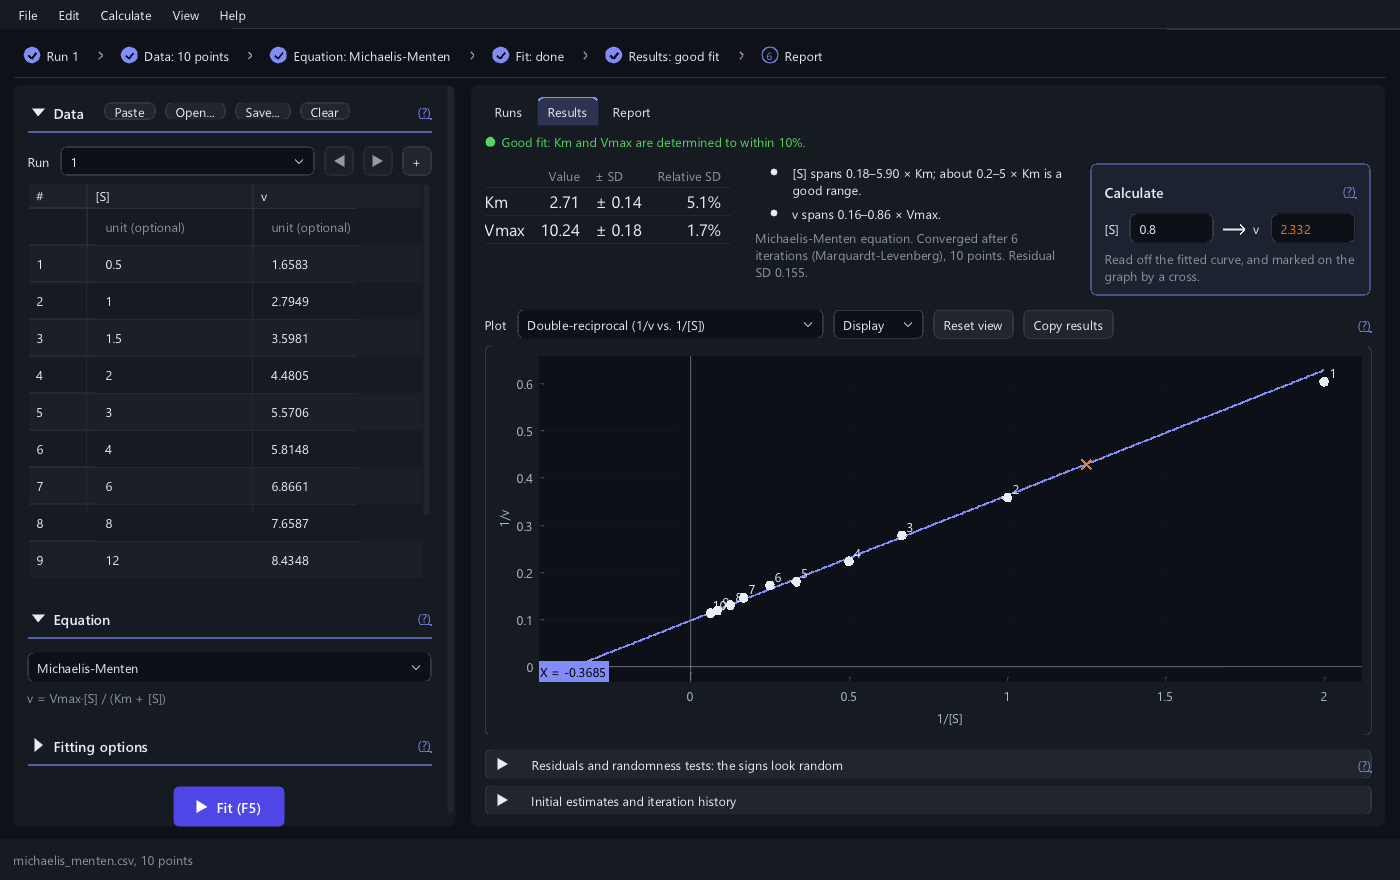 File Edit Calculate View Help
Run 1 Data: 10 points Equation: Michaelis-Menten Fit: done Results: good fit 6 Report
Data Paste Open... Save... Clear (?)
Run 1 +
# [S] v
unit (optional) unit (optional)
1 0.5 1.6583
2 1 2.7949
3 1.5 3.5981
4 2 4.4805
5 3 5.5706
6 4 5.8148
7 6 6.8661
8 8 7.6587
9 12 8.4348
Equation (?)
Michaelis-Menten
v = Vmax·[S] / (Km + [S])
Fitting options (?)
Fit (F5)
Runs Results Report
Good fit: Km and Vmax are determined to within 10%.
Value ± SD Relative SD
Km 2.71 ± 0.14 5.1%
Vmax 10.24 ± 0.18 1.7%
[S] spans 0.18–5.90 × Km; about 0.2–5 × Km is a
good range.
v spans 0.16–0.86 × Vmax.
Michaelis-Menten equation. Converged after 6
iterations (Marquardt-Levenberg), 10 points. Residual
SD 0.155.
Calculate (?)
[S] 0.8 → v 2.332
Read off the fitted curve, and marked on the
graph by a cross.
Plot Double-reciprocal (1/v vs. 1/[S]) Display Reset view Copy results (?)
0.6
0.5
0.4
0.3
0.2
0.1
0
1/v
1
2
3
4
5
6
7
8
9
10
X = -0.3685
0 0.5 1 1.5 2
1/[S]
Residuals and randomness tests: the signs look random (?)
Initial estimates and iteration history
michaelis_menten.csv, 10 points